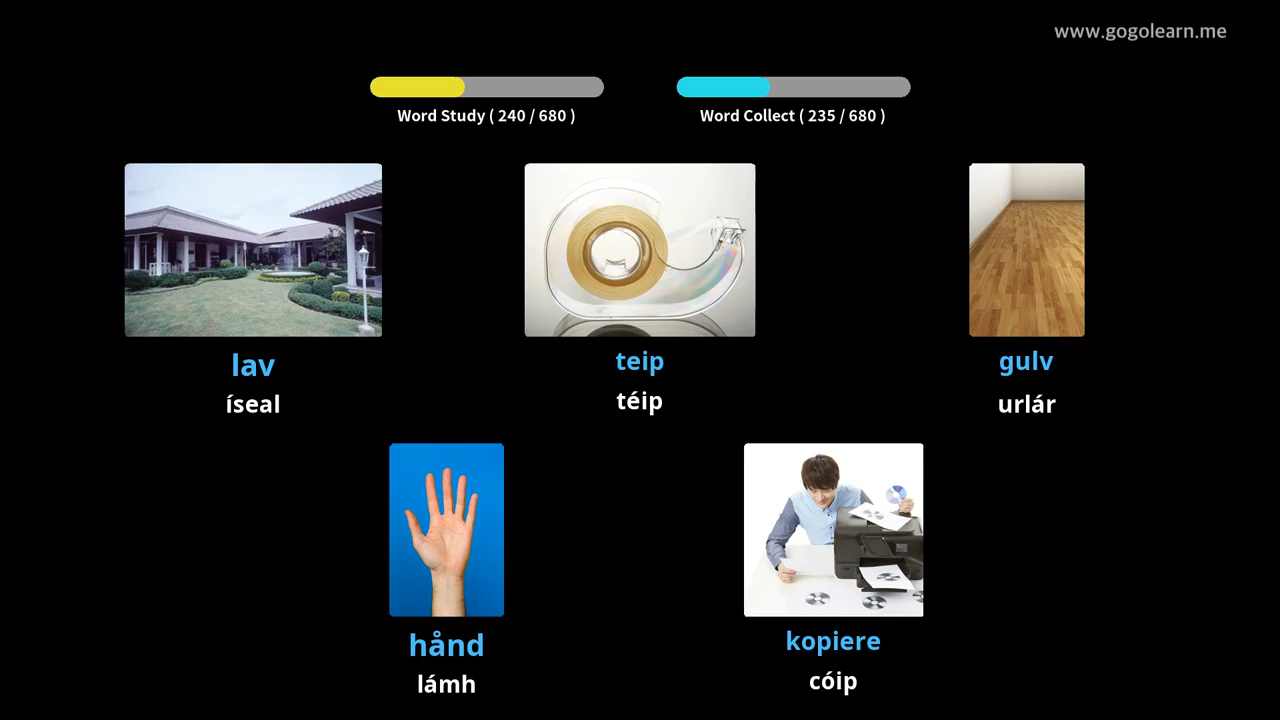 www.gogolearn.me
Word Study ( 240 / 680 )
Word Collect ( 235 / 680 )
lav
íseal
teip
téip
gulv
urlár
hånd
lámh
kopiere
cóip